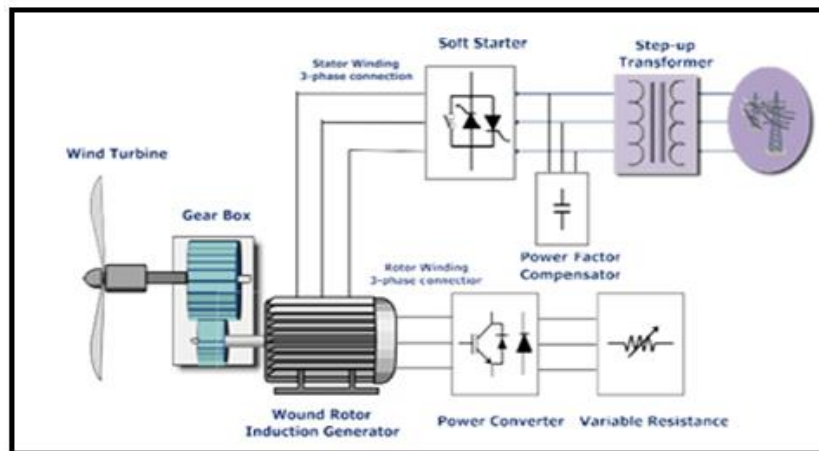 Soft Starter
Step-up
Transformer
Stator Winding
3-phase connection
Wind Turbine
Gear Box
Power Factor
Compensator
Rotor Winding
3-phase connection
Wound Rotor
Induction Generator
Power Converter
Variable Resistance